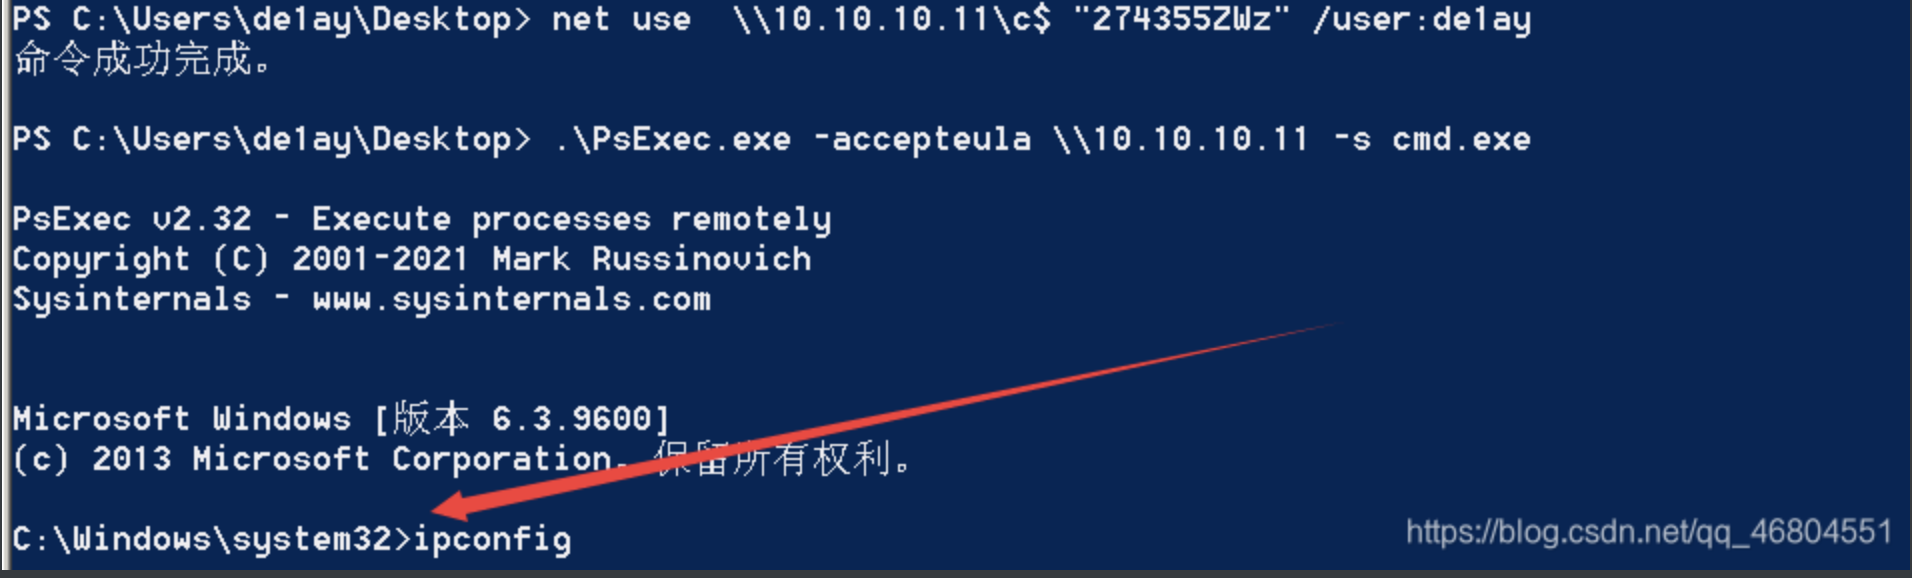 PS C:\Users\de1ay\Desktop> net use  \\10.10.10.11\c$ "274355ZWz" /user:de1ay
命令成功完成。
PS C:\Users\de1ay\Desktop> .\PsExec.exe -accepteula \\10.10.10.11 -s cmd.exe
PsExec v2.32 - Execute processes remotely
Copyright (C) 2001-2021 Mark Russinovich
Sysinternals - www.sysinternals.com
Microsoft Windows [版本 6.3.9600]
(c) 2013 Microsoft Corporation。保留所有权利。
C:\Windows\system32>ipconfig
https://blog.csdn.net/qq_46804551